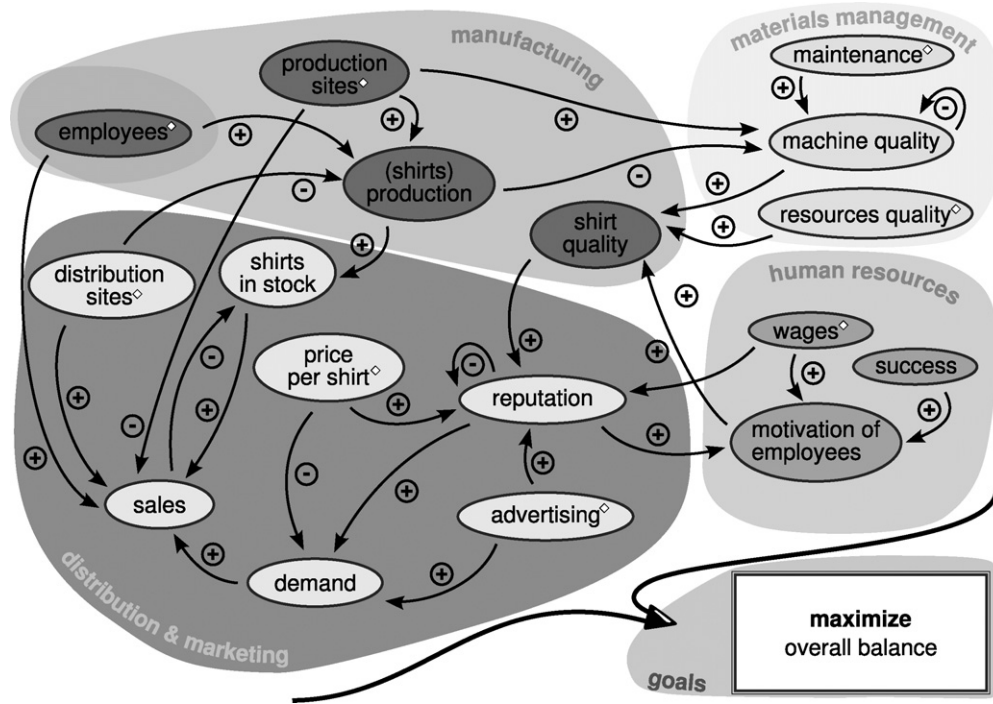 manufacturing
materials management
production
sites◇
maintenance◇
+
+
+
-
employees◇
+
+
machine quality
(shirts)
production
-
-
+
resources quality◇
+
shirt
quality
+
distribution
sites◇
shirts
in stock
human resources
+
wages◇
-
price
per shirt◇
-
+
+
+
success
reputation
+
+
+
-
+
+
motivation of
employees
+
-
+
+
sales
advertising◇
+
+
demand
distribution & marketing
maximize
overall balance
goals